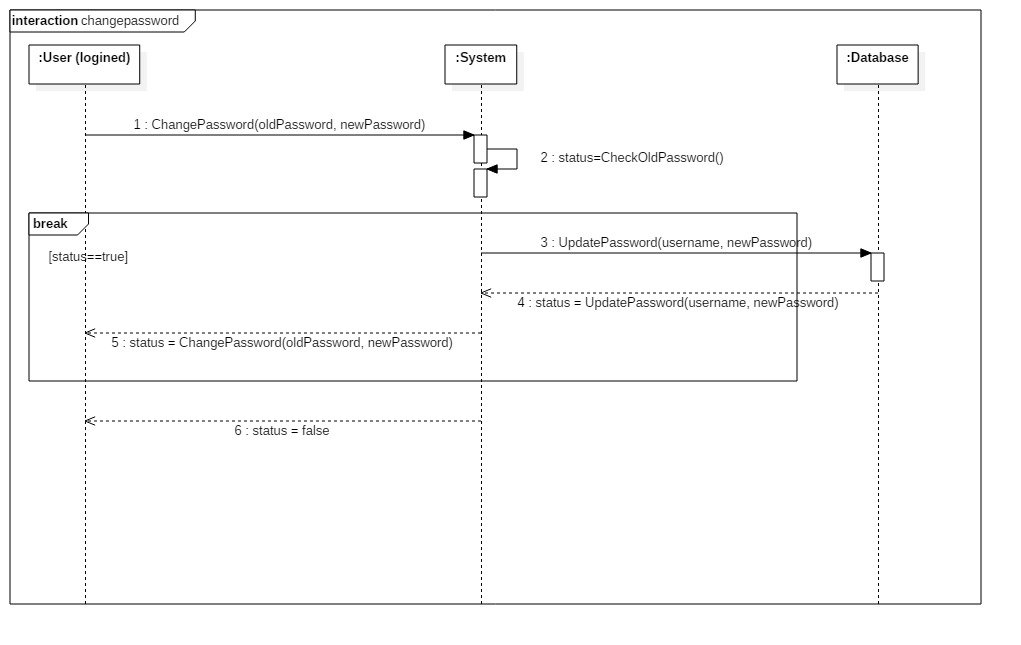 interaction changepassword
:User (logined)
:System
:Database
1 : ChangePassword(oldPassword, newPassword)
2 : status=CheckOldPassword()
break
3 : UpdatePassword(username, newPassword)
[status==true]
4 : status = UpdatePassword(username, newPassword)
5 : status = ChangePassword(oldPassword, newPassword)
6 : status = false